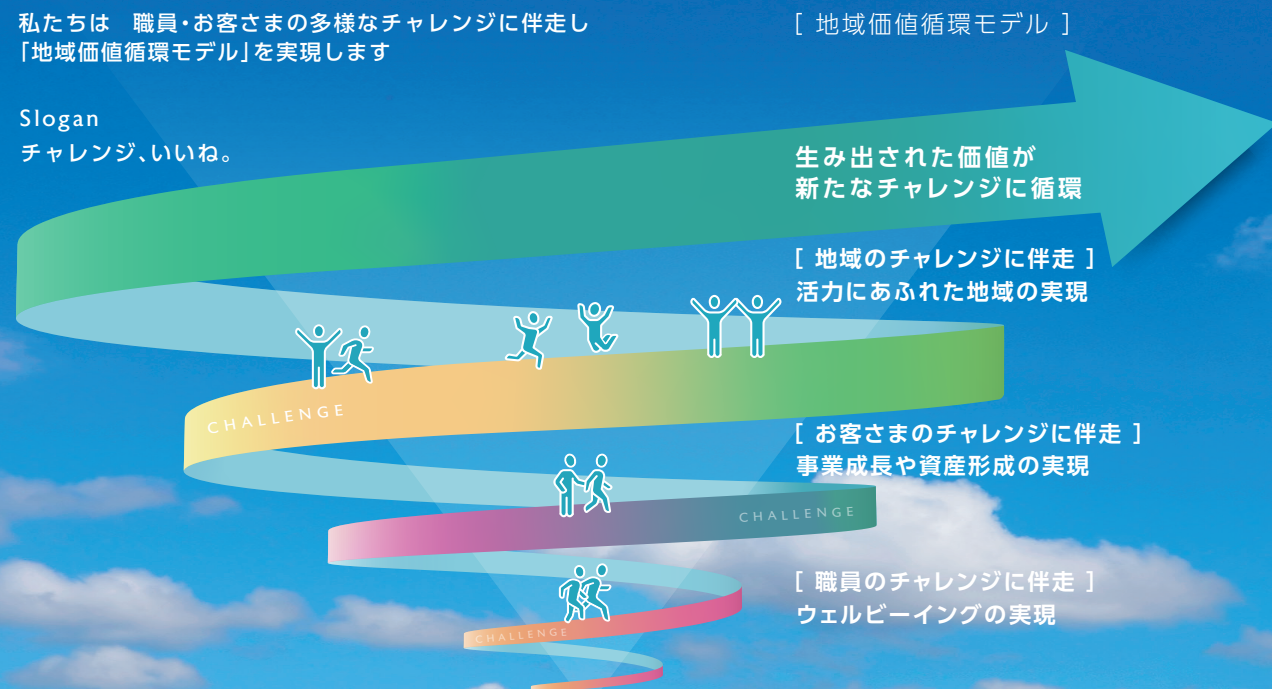 私たちは　職員・お客さまの多様なチャレンジに伴走し
「地域価値循環モデル」を実現します
Slogan
チャレンジ、いいね。
[ 地域価値循環モデル ]
生み出された価値が
新たなチャレンジに循環
[ 地域のチャレンジに伴走 ]
活力にあふれた地域の実現
CHALLENGE
[ お客さまのチャレンジに伴走 ]
事業成長や資産形成の実現
CHALLENGE
[ 職員のチャレンジに伴走 ]
ウェルビーイングの実現
CHALLENGE